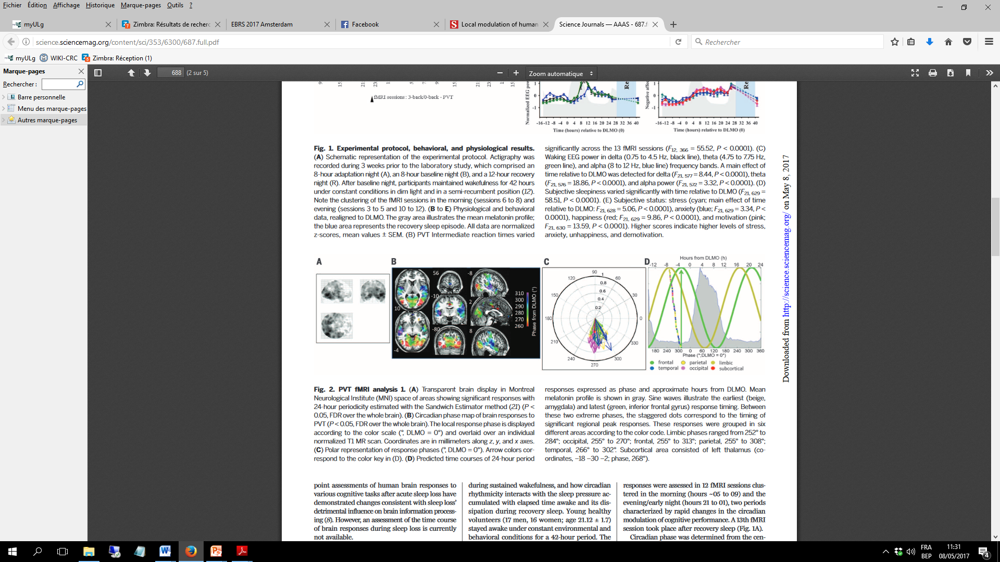 Fichier Édition Affichage Historique Marque-pages Outils ?
myULg
Zimbra: Résultats de recherc
EBRS 2017 Amsterdam
Facebook
Local modulation of human
Science Journals — AAAS - 687.f
science.sciencemag.org/content/sci/353/6300/687.full.pdf
Rechercher
myULg WIKI-CRC Zimbra: Réception (1)
Marque-pages
688 (2 sur 5)
Zoom automatique
Rechercher :
Barre personnelle
Menu des marque-pages
Autres marque-pages
fMRI sessions : 3-back/0-back - PVT
Normalized EEG pow
1
0
-1
Re
-16 -12 -8 -4 0 4 8 12 16 20 24 28 32 36 40
Time (hours) relative to DLMO (0)
Negative affec
1
0
-1
Re
-16 -12 -8 -4 0 4 8 12 16 20 24 28 32 36 40
Time (hours) relative to DLMO (0)
Fig. 1. Experimental protocol, behavioral, and physiological results.
(A) Schematic representation of the experimental protocol. Actigraphy was
recorded during 3 weeks prior to the laboratory study, which comprised an
8-hour adaptation night (A), an 8-hour baseline night (B), and a 12-hour recovery
night (R). After baseline night, participants maintained wakefulness for 42 hours
under constant conditions in dim light and in a semi-recumbent position (12).
Note the clustering of the fMRI sessions in the morning (sessions 6 to 8) and
evening (sessions 3 to 5 and 10 to 12). (B to E) Physiological and behavioral
data, realigned to DLMO. The gray area illustrates the mean melatonin profile;
the blue area represents the recovery sleep episode. All data are normalized
z-scores, mean values ± SEM. (B) PVT Intermediate reaction times varied
significantly across the 13 fMRI sessions (F12, 366 = 55.52, P < 0.0001). (C)
Waking EEG power in delta (0.75 to 4.5 Hz, black line), theta (4.75 to 7.75 Hz,
green line), and alpha (8 to 12 Hz, blue line) frequency bands. A main effect of
time relative to DLMO was detected for delta (F21, 577 = 8.44, P < 0.0001), theta
(F21, 576 = 18.86, P < 0.0001), and alpha power (F21, 572 = 3.32, P < 0.0001). (D)
Subjective sleepiness varied significantly with time relative to DLMO (F21, 629 =
58.51, P < 0.0001). (E) Subjective status: stress (cyan; main effect of time
relative to DLMO: F21, 628 = 5.06, P < 0.0001), anxiety (blue; F21, 629 = 3.34, P <
0.0001), happiness (red; F21, 629 = 9.86, P < 0.0001), and motivation (pink;
F21, 630 = 13.59, P < 0.0001). Higher scores indicate higher levels of stress,
anxiety, unhappiness, and demotivation.
Downloaded from http://science.sciencemag.org/ on May 8, 2017
A
B
56
-8
-10
2
10
-80
8
-4
310
300
290
280
270
260
Phase from DLMO (°)
C
90
1
120
60
0.8
0.6
150
30
0.4
0.2
180
0
210
330
240
300
270
D
Hours from DLMO (h)
-12 -8 -4 0 4 8 12 16 20 24
180 240 300 0 60 120 180 240 300 360
Phase (°;DLMO = 0°)
frontal parietal limbic
temporal occipital subcortical
Fig. 2. PVT fMRI analysis 1. (A) Transparent brain display in Montreal
Neurological Institute (MNI) space of areas showing significant responses with
24-hour periodicity estimated with the Sandwich Estimator method (21) (P <
0.05, FDR over the whole brain). (B) Circadian phase map of brain responses to
PVT (P < 0.05, FDR over the whole brain). The local response phase is displayed
according to the color scale (°, DLMO = 0°) and overlaid over an individual
normalized T1 MR scan. Coordinates are in millimeters along z, y, and x axes.
(C) Polar representation of response phases (°, DLMO = 0°). Arrow colors cor-
respond to the color key in (D). (D) Predicted time courses of 24-hour period
responses expressed as phase and approximate hours from DLMO. Mean
melatonin profile is shown in gray. Sine waves illustrate the earliest (beige,
amygdala) and latest (green, inferior frontal gyrus) response timing. Between
these two extreme phases, the staggered dots correspond to the timing of
significant regional peak responses. These responses were grouped in six
different areas according to the color code. Limbic phases ranged from 252° to
284°; occipital, 255° to 270°; frontal, 255° to 313°; parietal, 255° to 308°;
temporal, 266° to 302°. Subcortical area consisted of left thalamus (co-
ordinates, –18 –30 –2; phase, 268°).
point assessments of human brain responses to
various cognitive tasks after acute sleep loss have
demonstrated changes consistent with sleep loss'
detrimental influence on brain information process-
ing (8). However, an assessment of the time course
of brain responses during sleep loss is currently
not available.
during sustained wakefulness, and how circadian
rhythmicity interacts with the sleep pressure ac-
cumulated with elapsed time awake and its dis-
sipation during recovery sleep. Young healthy
volunteers (17 men, 16 women; age 21.12 ± 1.7)
stayed awake under constant environmental and
behavioral conditions for a 42-hour period. The
responses were assessed in 12 fMRI sessions clus-
tered in the morning (hours ~05 to 09) and the
evening/early night (hours 21 to 01), two periods
characterized by rapid changes in the circadian
modulation of cognitive performance. A 13th fMRI
session took place after recovery sleep (Fig. 1A).
Circadian phase was determined from the cen-
FRA
BEP
11:31
08/05/2017
4